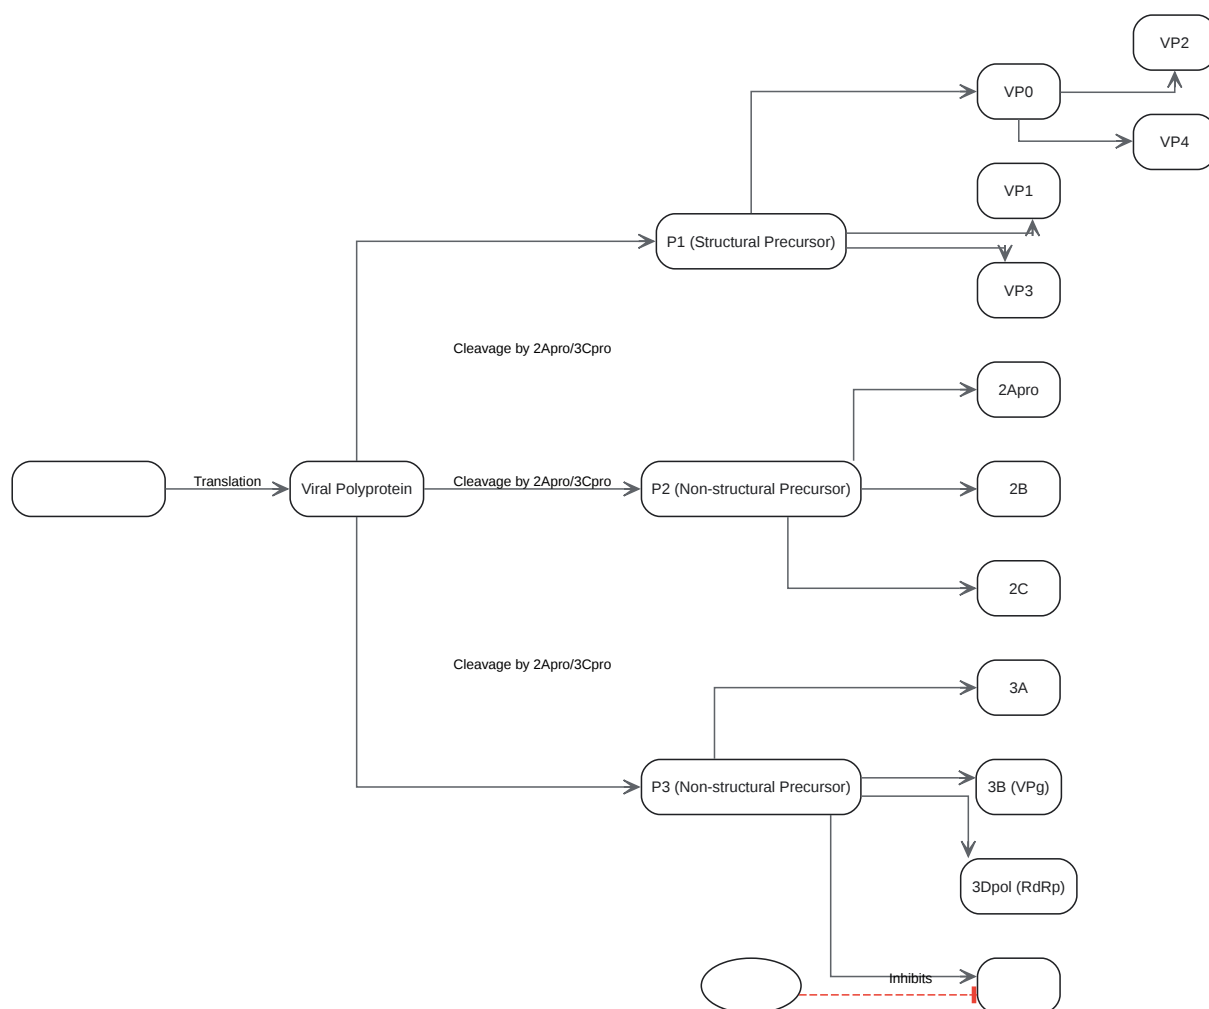 VP2
VP0
VP4
VP1
P1 (Structural Precursor)
VP3
Cleavage by 2Apro/3Cpro
2Apro
Translation
Viral Polyprotein
Cleavage by 2Apro/3Cpro
P2 (Non-structural Precursor)
2B
2C
Cleavage by 2Apro/3Cpro
3A
P3 (Non-structural Precursor)
3B (VPg)
3Dpol (RdRp)
Inhibits